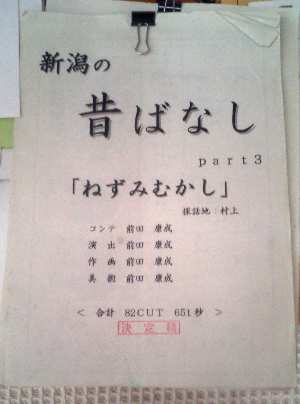 新潟の
昔ばなし
part3
「ねずみむかし」
採話地:村上
コンテ 前田 康成
演出 前田 康成
作画 前田 康成
美術 前田 康成
< 合計 82CUT 651秒 >
決定稿